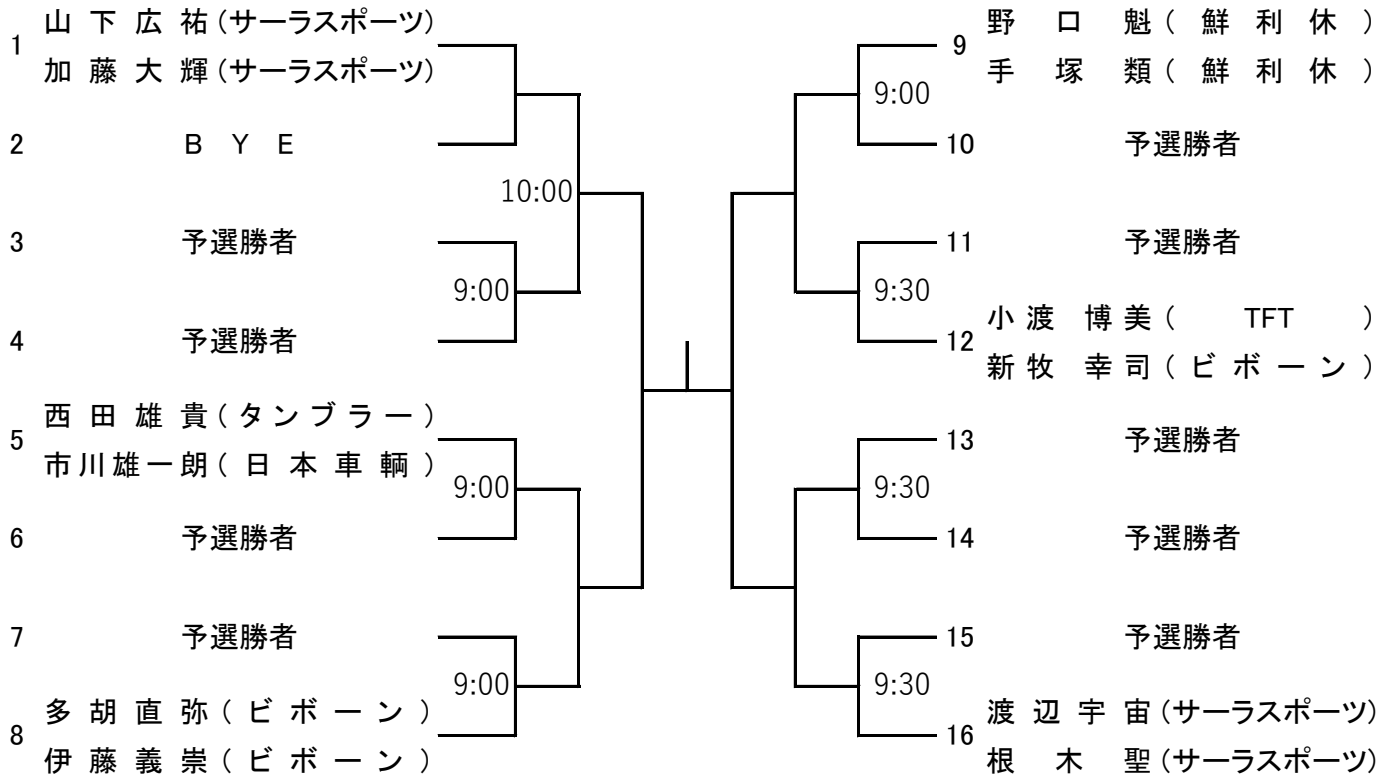 1 山下広祐(サーラスポーツ)
加藤大輝(サーラスポーツ)
2 BYE
10:00
3 予選勝者
9:00
4 予選勝者
5 西田雄貴(タンブラー)
市川雄一朗(日本車輌)
9:00
6 予選勝者
7 予選勝者
9:00
8 多胡直弥(ビボーン)
伊藤義崇(ビボーン)
9 野口魁(鮮利休)
手塚類(鮮利休)
9:00
10 予選勝者
11 予選勝者
9:30
12 小渡博美(TFT)
新牧幸司(ビボーン)
13 予選勝者
9:30
14 予選勝者
15 予選勝者
9:30
16 渡辺宇宙(サーラスポーツ)
根木聖(サーラスポーツ)